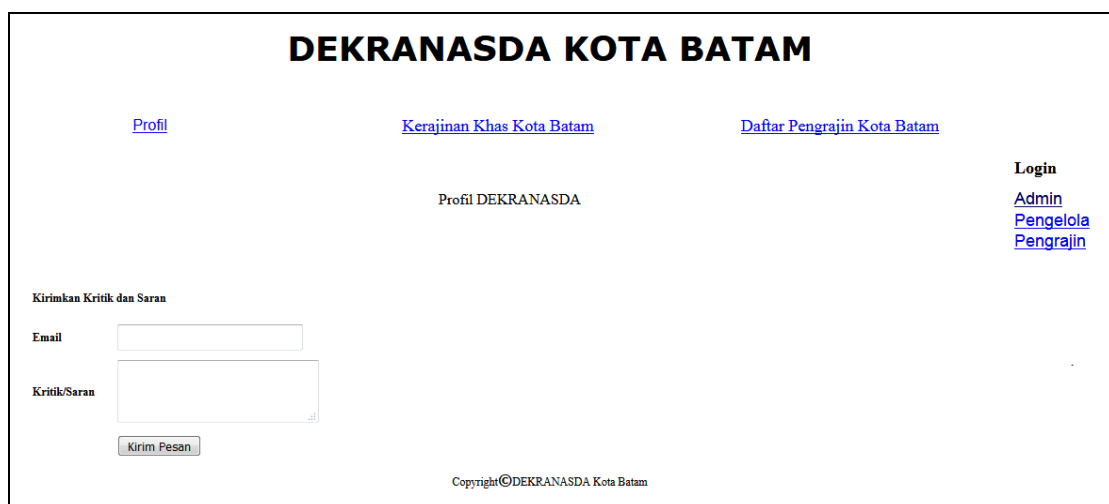 DEKRANASDA KOTA BATAM
Profil Kerajinan Khas Kota Batam Daftar Pengrajin Kota Batam
Login
Profil DEKRANASDA
Admin
Pengelola
Pengrajin
Kirimkan Kritik dan Saran
Email
Kritik/Saran
Kirim Pesan
Copyright©DEKRANASDA Kota Batam